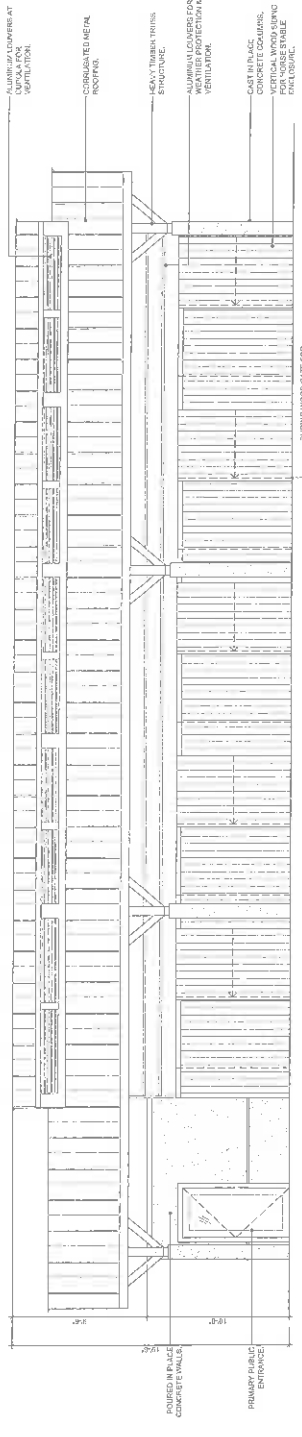 ALUMINUM LOUVERS AT
CUPOLA FOR
VENTILATION.
CORRUGATED METAL
ROOFING.
HEAVY TIMBER TRUSS
STRUCTURE.
ALUMINUM LOUVERS FOR
WEATHER PROTECTION &
VENTILATION.
CAST IN PLACE
CONCRETE COLUMNS.
VERTICAL WOOD SIDING
FOR HORSE STABLE
ENCLOSURE.
POURED IN PLACE
CONCRETE WALLS.
PRIMARY PUBLIC
ENTRANCE.